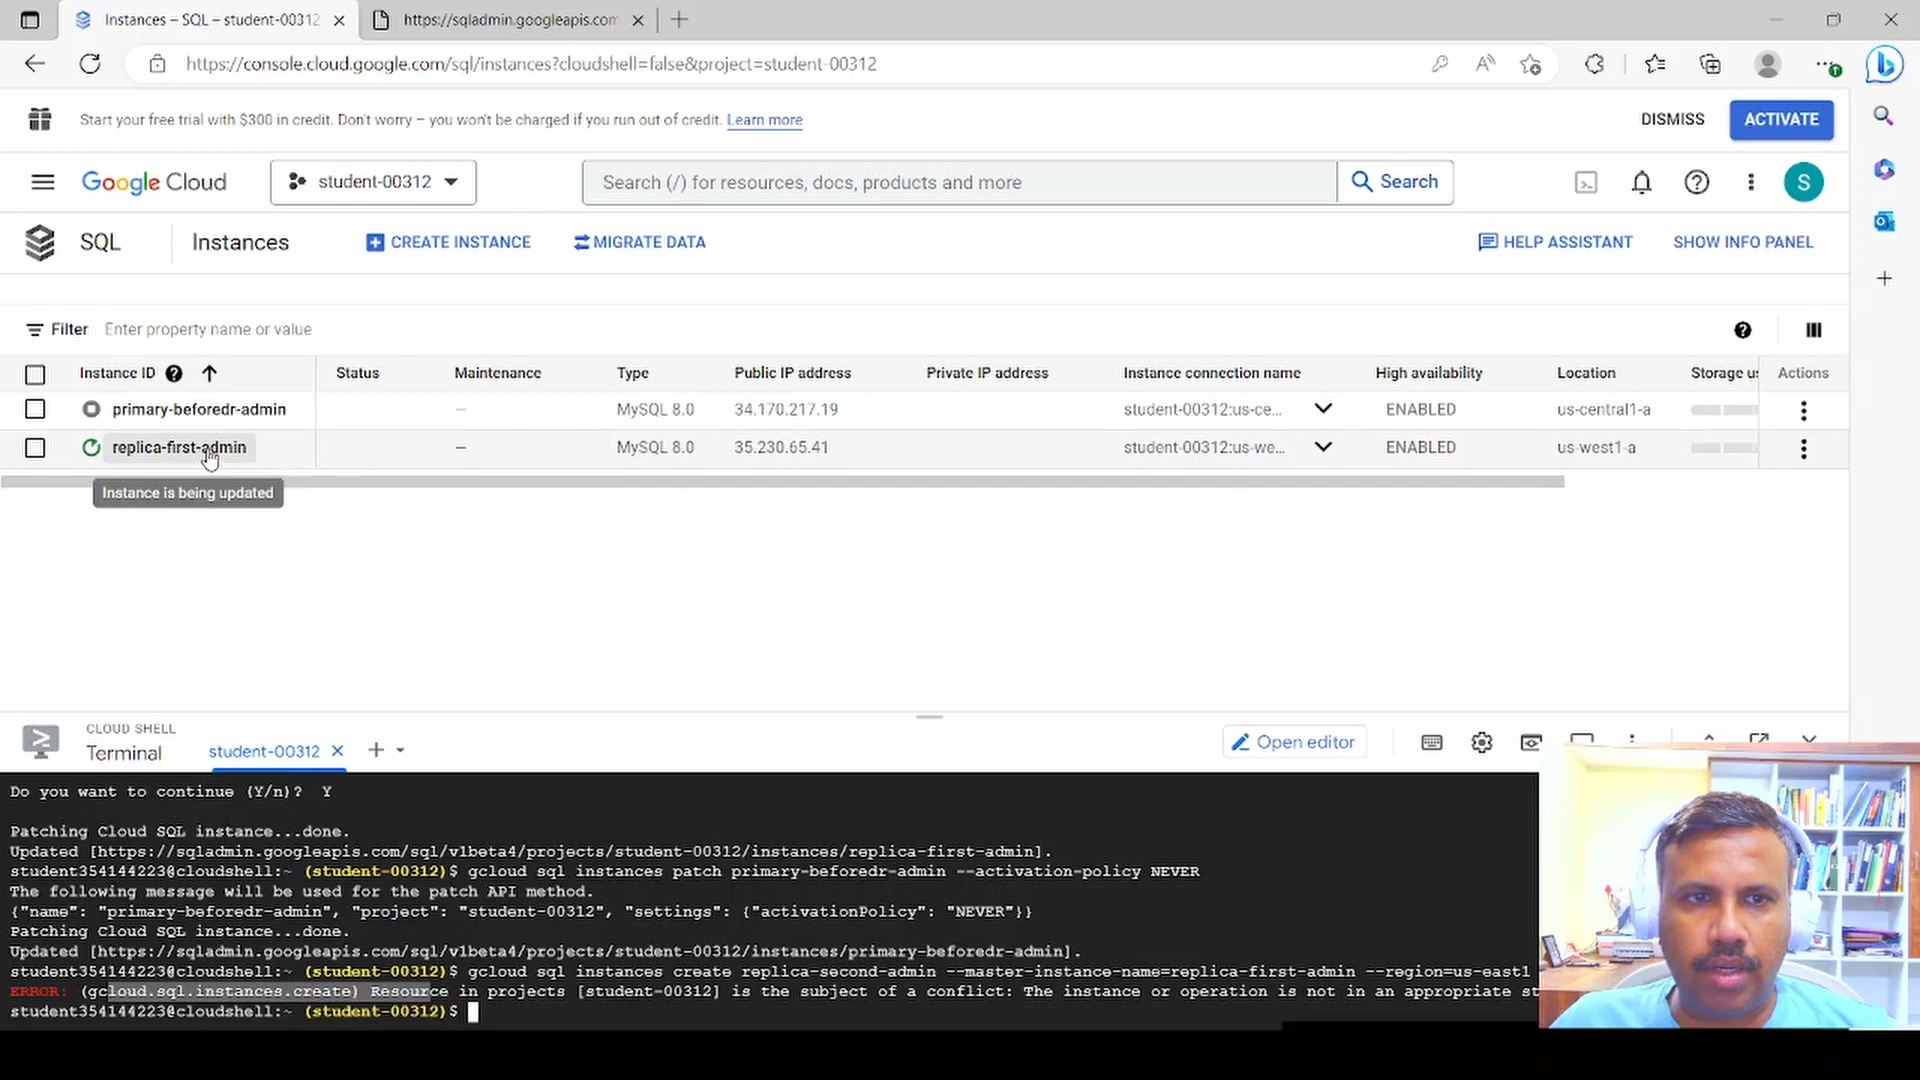 Instances – SQL – student-00312
https://sqladmin.googleapis.com
https://console.cloud.google.com/sql/instances?cloudshell=false&project=student-00312
Start your free trial with $300 in credit. Don't worry – you won't be charged if you run out of credit. Learn more
DISMISS
ACTIVATE
Google Cloud
student-00312
Search (/) for resources, docs, products and more
Search
S
SQL
Instances
CREATE INSTANCE
MIGRATE DATA
HELP ASSISTANT
SHOW INFO PANEL
Filter Enter property name or value
Instance ID Status Maintenance Type Public IP address Private IP address Instance connection name High availability Location Storage us Actions
primary-beforedr-admin – MySQL 8.0 34.170.217.19 student-00312:us-ce... ENABLED us-central1-a
replica-first-admin – MySQL 8.0 35.230.65.41 student-00312:us-we... ENABLED us-west1-a
Instance is being updated
CLOUD SHELL
Terminal
student-00312
Open editor
Do you want to continue (Y/n)? Y
Patching Cloud SQL instance...done.
Updated [https://sqladmin.googleapis.com/sql/v1beta4/projects/student-00312/instances/replica-first-admin].
student354144223@cloudshell:~ (student-00312)$ gcloud sql instances patch primary-beforedr-admin --activation-policy NEVER
The following message will be used for the patch API method.
{"name": "primary-beforedr-admin", "project": "student-00312", "settings": {"activationPolicy": "NEVER"}}
Patching Cloud SQL instance...done.
Updated [https://sqladmin.googleapis.com/sql/v1beta4/projects/student-00312/instances/primary-beforedr-admin].
student354144223@cloudshell:~ (student-00312)$ gcloud sql instances create replica-second-admin --master-instance-name=replica-first-admin --region=us-east1
ERROR: (gcloud.sql.instances.create) Resource in projects [student-00312] is the subject of a conflict: The instance or operation is not in an appropriate st
student354144223@cloudshell:~ (student-00312)$